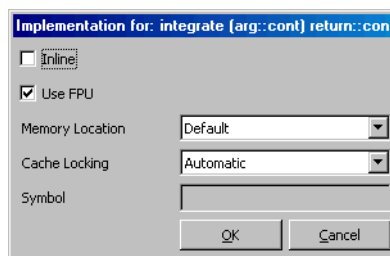 Implementation for: integrate (arg::cont) return::con
Inline
Use FPU
Memory Location Default
Cache Locking Automatic
Symbol
OK Cancel